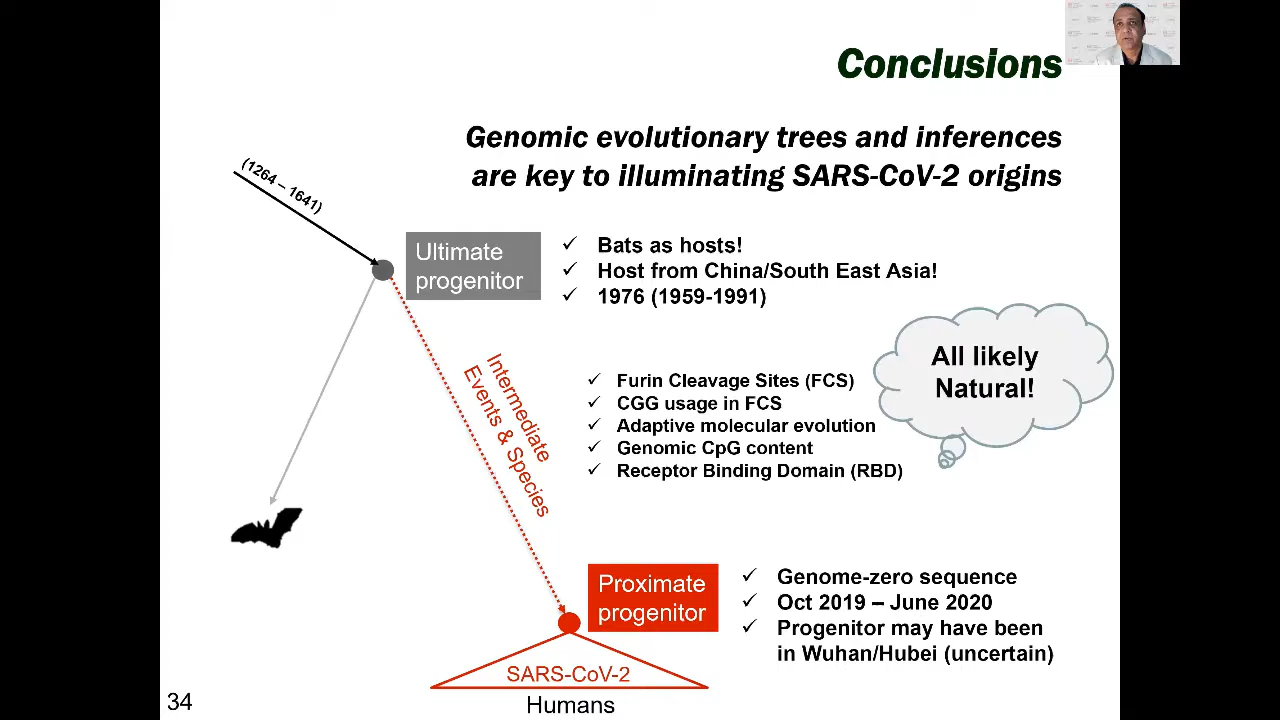 Conclusions
Genomic evolutionary trees and inferences
are key to illuminating SARS-CoV-2 origins
(1264 – 1641)
Ultimate
progenitor
✓ Bats as hosts!
✓ Host from China/South East Asia!
✓ 1976 (1959-1991)
All likely
Natural!
Intermediate
Events & Species
✓ Furin Cleavage Sites (FCS)
✓ CGG usage in FCS
✓ Adaptive molecular evolution
✓ Genomic CpG content
✓ Receptor Binding Domain (RBD)
Proximate
progenitor
✓ Genome-zero sequence
✓ Oct 2019 – June 2020
✓ Progenitor may have been
in Wuhan/Hubei (uncertain)
SARS-CoV-2
Humans
34